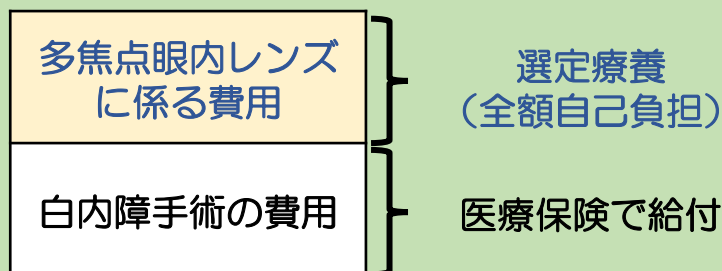 多焦点眼内レンズ
に係る費用
選定療養
（全額自己負担）
白内障手術の費用
医療保険で給付